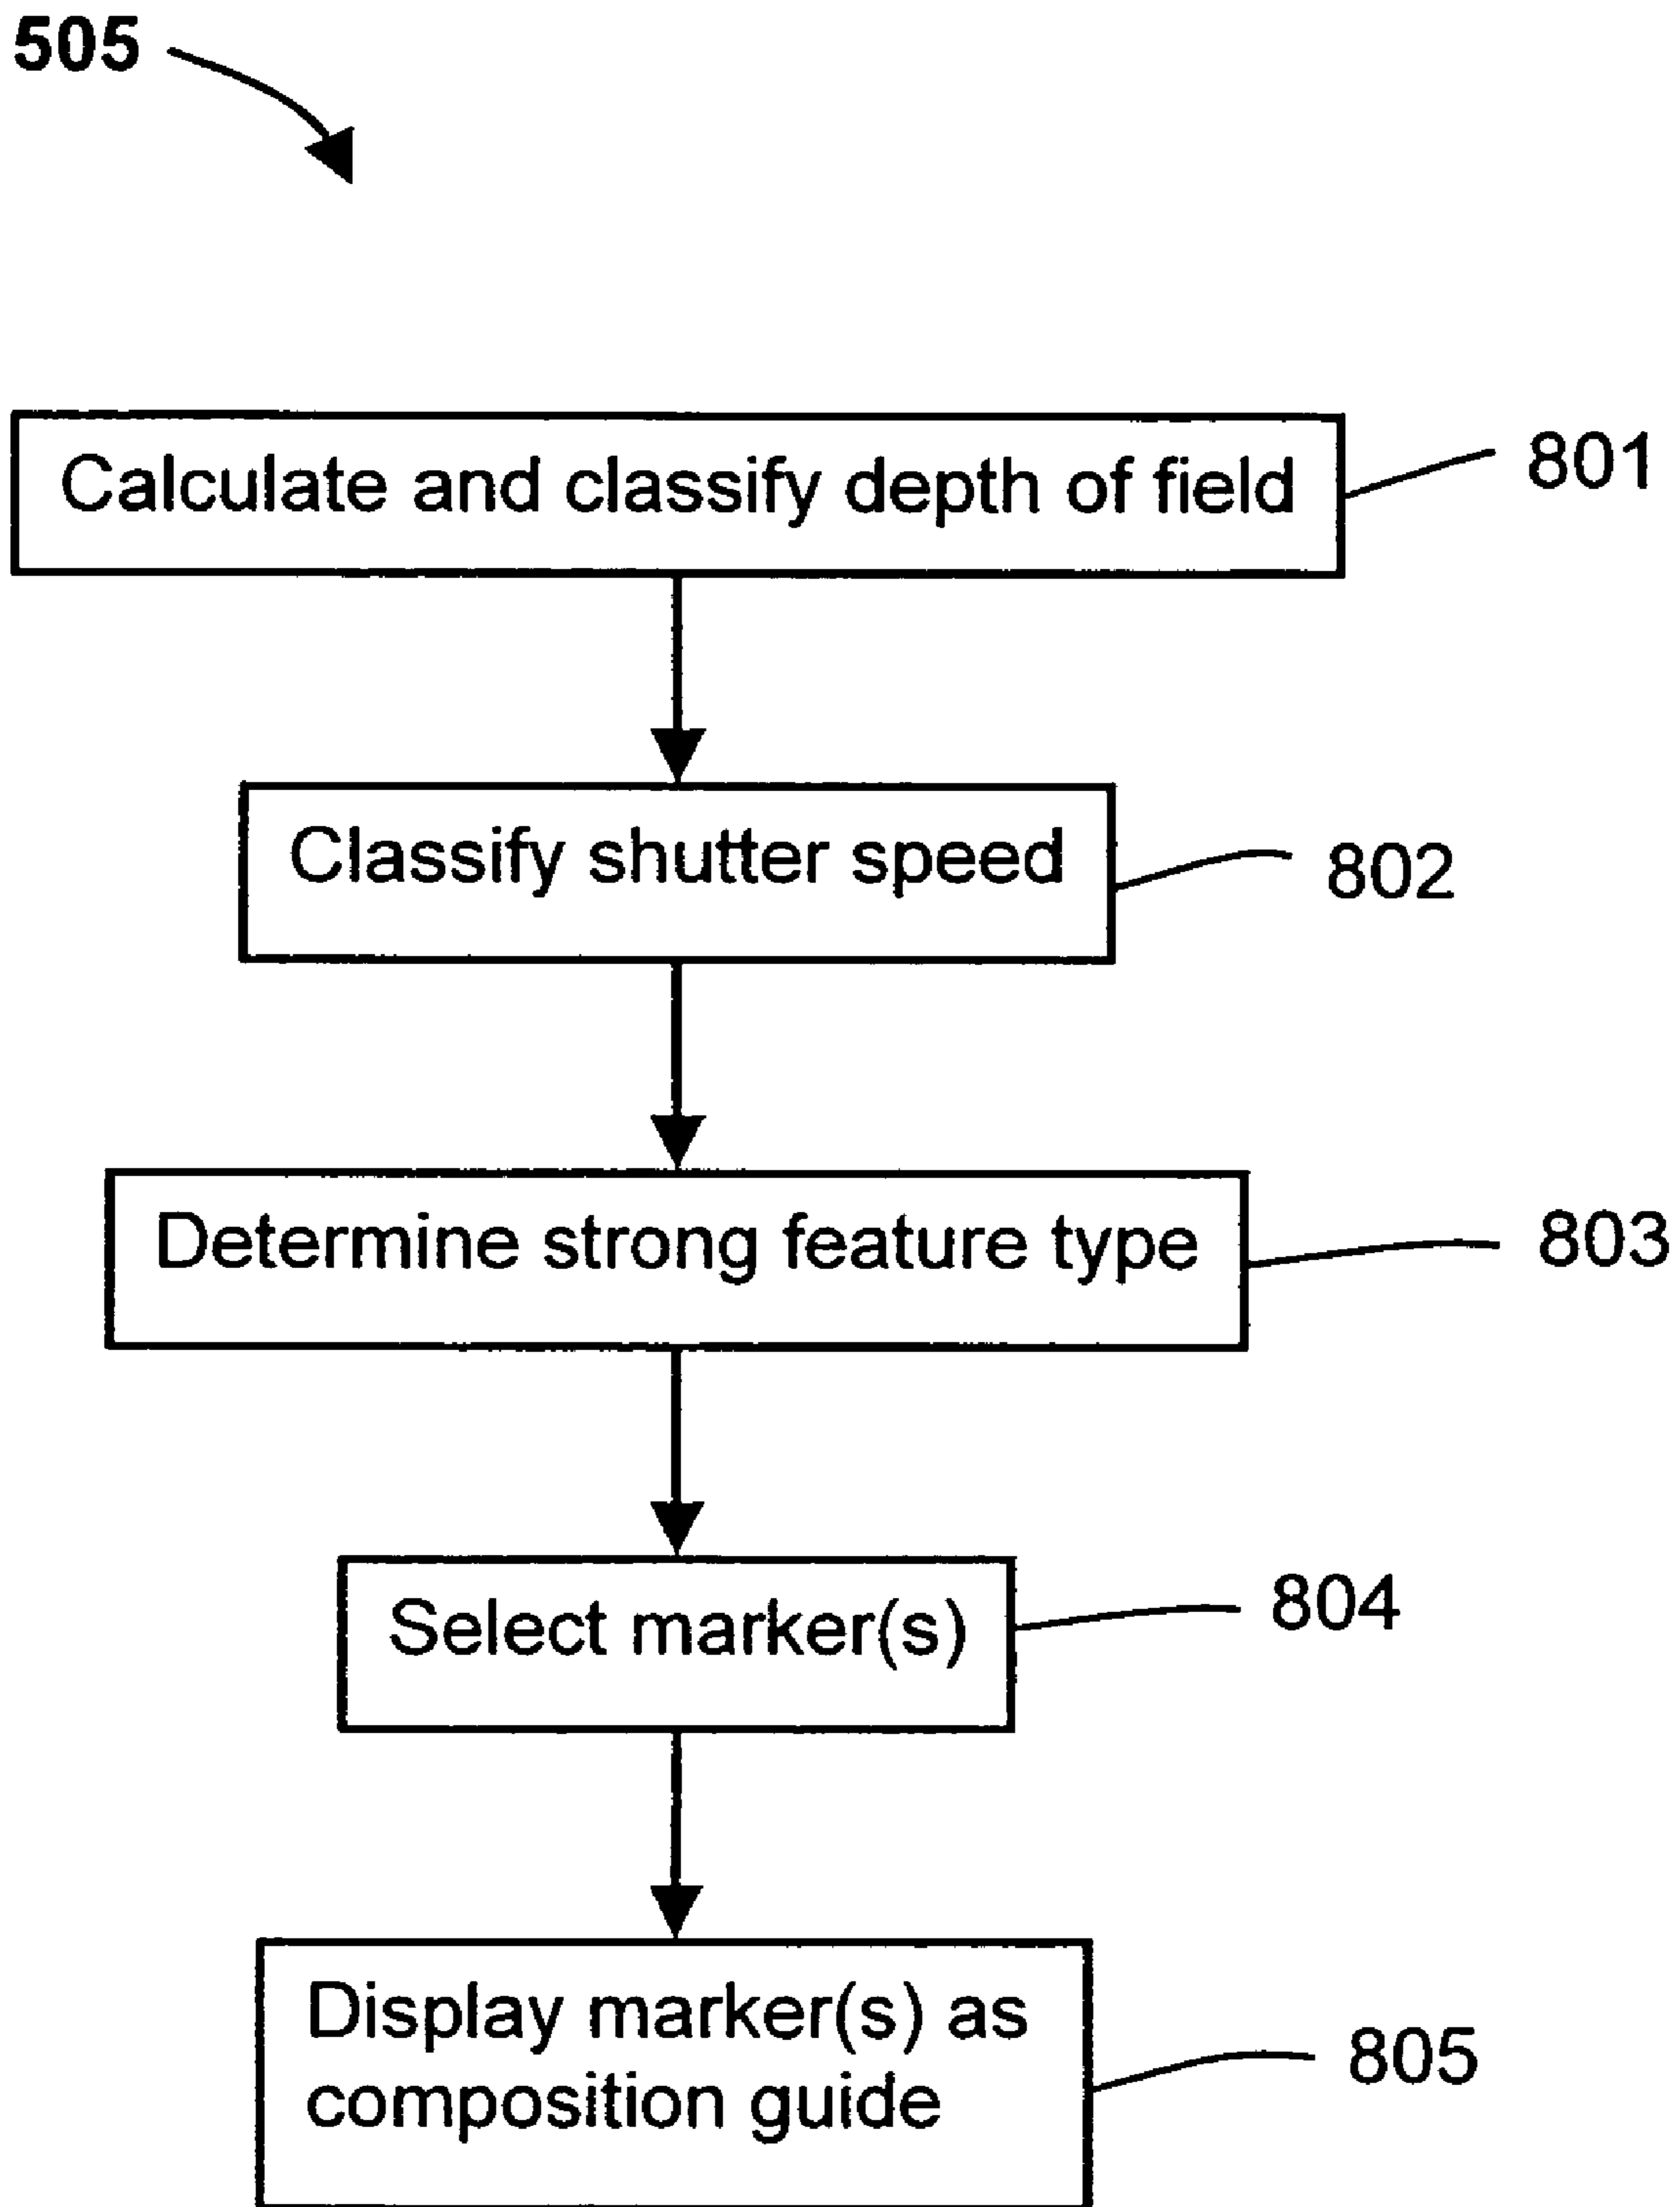 505
Calculate and classify depth of field
801
Classify shutter speed
802
Determine strong feature type
803
Select marker(s)
804
Display marker(s) as
composition guide
805